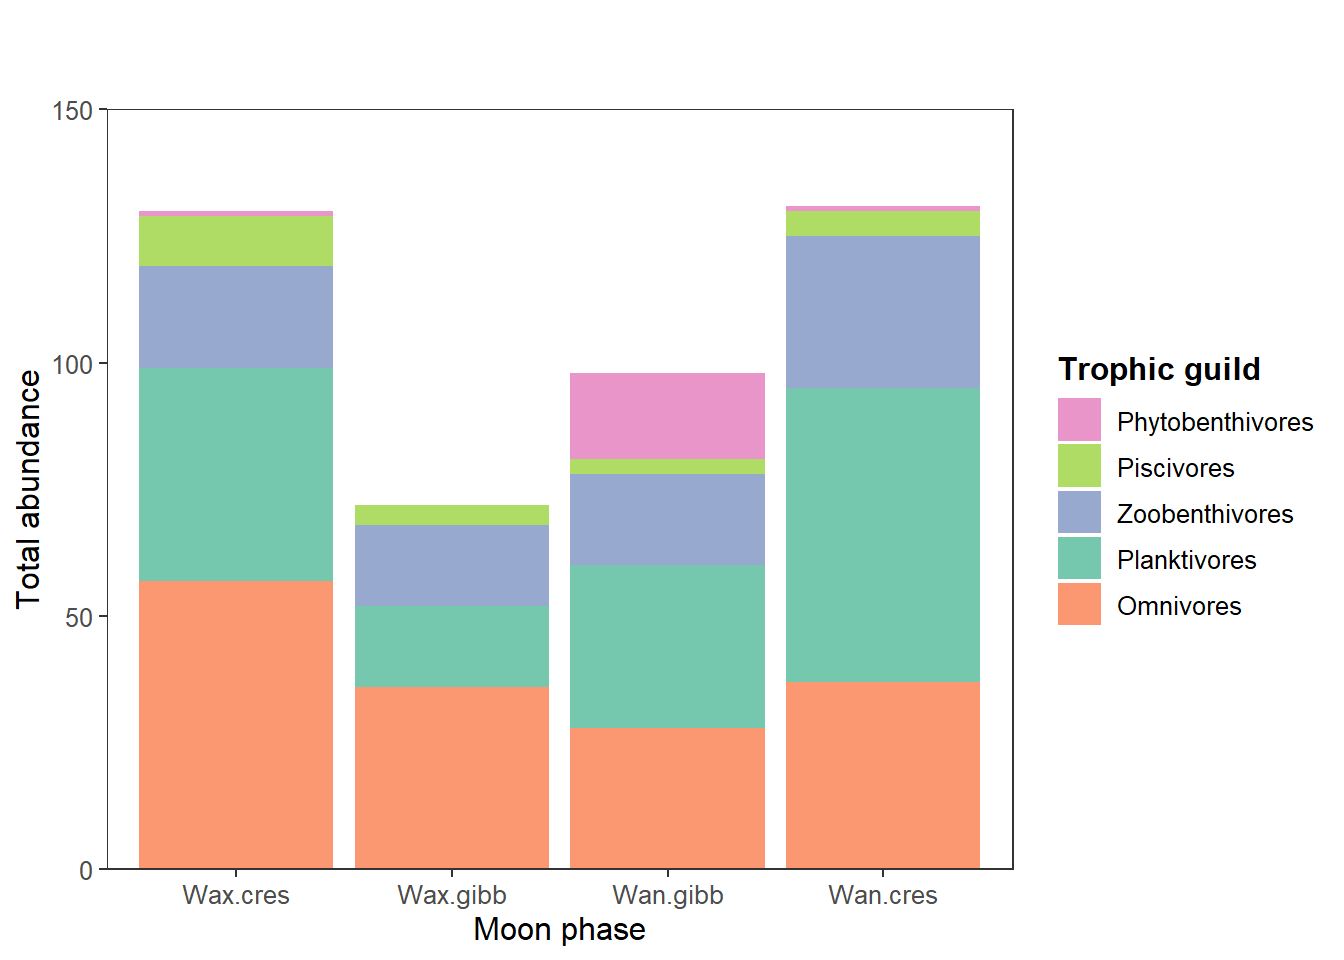 150
100
50
0
Total abundance
Wax.cres
Wax.gibb
Wan.gibb
Wan.cres
Moon phase
Trophic guild
Phytobenthivores
Piscivores
Zoobenthivores
Planktivores
Omnivores